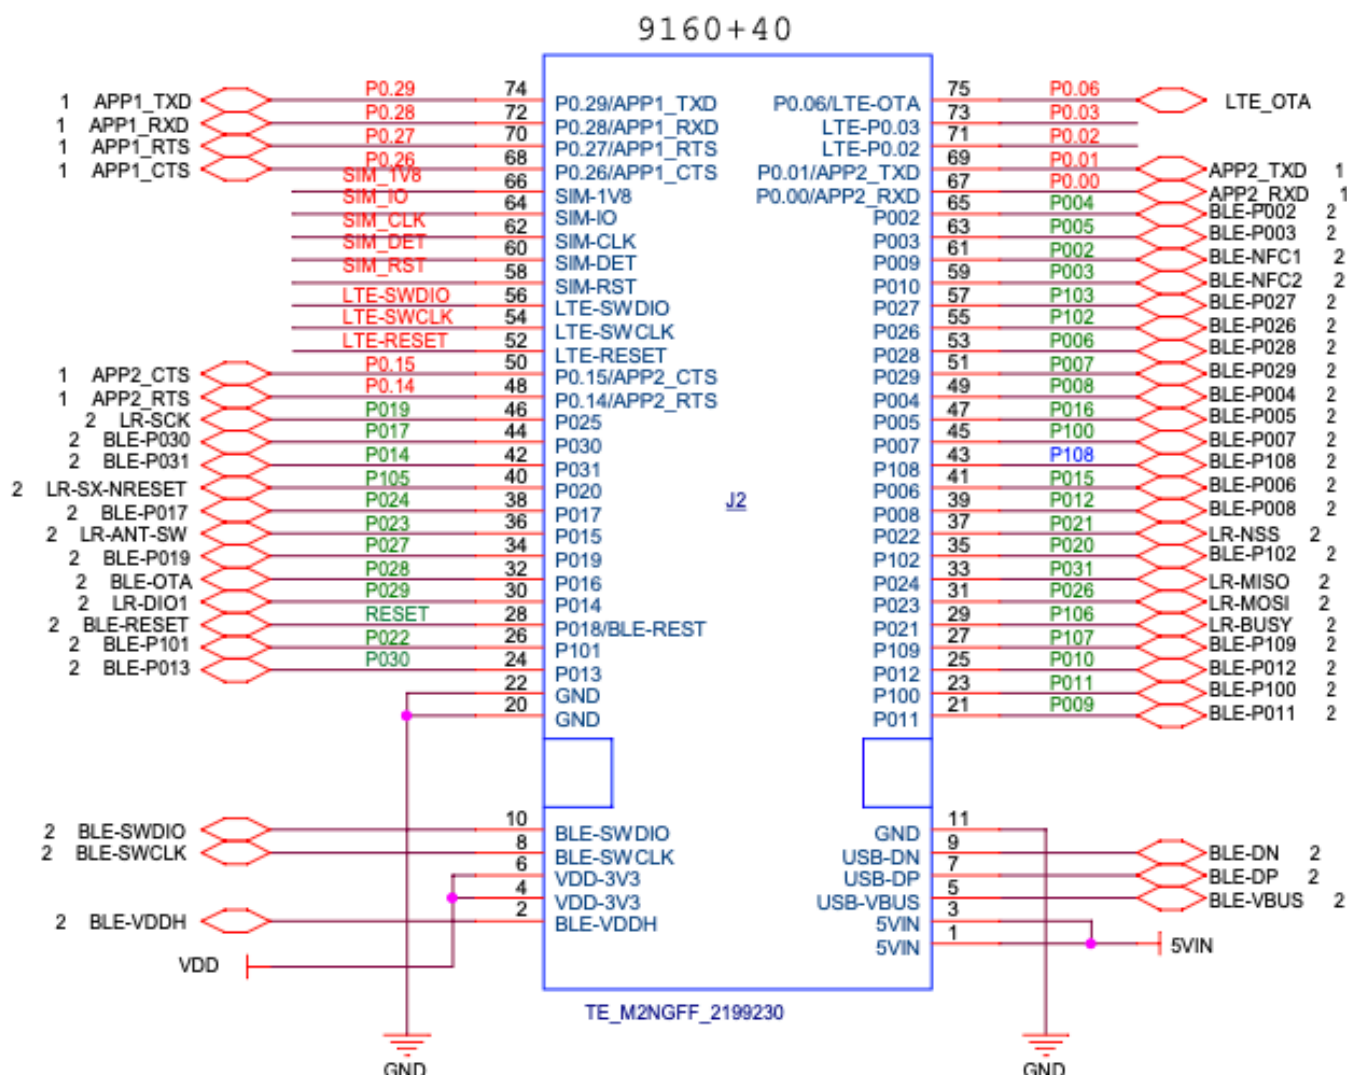 9160+40
1 APP1_TXD P0.29 74 P0.29/APP1_TXD P0.06/LTE-OTA 75 P0.06 LTE_OTA
1 APP1_RXD P0.28 72 P0.28/APP1_RXD LTE-P0.03 73 P0.03
1 APP1_RTS P0.27 70 P0.27/APP1_RTS LTE-P0.02 71 P0.02
1 APP1_CTS P0.26 68 P0.26/APP1_CTS P0.01/APP2_TXD 69 P0.01 APP2_TXD 1
SIM_1V8 66 SIM-1V8 P0.00/APP2_RXD 67 P0.00 APP2_RXD 1
SIM_IO 64 SIM-IO P002 65 P004 BLE-P002 2
SIM_CLK 62 SIM-CLK P003 63 P005 BLE-P003 2
SIM_DET 60 SIM-DET P009 61 P002 BLE-NFC1 2
SIM_RST 58 SIM-RST P010 59 P003 BLE-NFC2 2
LTE-SWDIO 56 LTE-SWDIO P027 57 P103 BLE-P027 2
LTE-SWCLK 54 LTE-SWCLK P026 55 P102 BLE-P026 2
LTE-RESET 52 LTE-RESET P028 53 P006 BLE-P028 2
1 APP2_CTS P0.15 50 P0.15/APP2_CTS P029 51 P007 BLE-P029 2
1 APP2_RTS P0.14 48 P0.14/APP2_RTS P004 49 P008 BLE-P004 2
2 LR-SCK P019 46 P025 P005 47 P016 BLE-P005 2
2 BLE-P030 P017 44 P030 P007 45 P100 BLE-P007 2
2 BLE-P031 P014 42 P031 P108 43 P108 BLE-P108 2
2 LR-SX-NRESET P105 40 P020 P006 41 P015 BLE-P006 2
2 BLE-P017 P024 38 P017 P008 39 P012 BLE-P008 2
J2
2 LR-ANT-SW P023 36 P015 P022 37 P021 LR-NSS 2
2 BLE-P019 P027 34 P019 P102 35 P020 BLE-P102 2
2 BLE-OTA P028 32 P016 P024 33 P031 LR-MISO 2
2 LR-DIO1 P029 30 P014 P023 31 P026 LR-MOSI 2
2 BLE-RESET RESET 28 P018/BLE-REST P021 29 P106 LR-BUSY 2
2 BLE-P101 P022 26 P101 P109 27 P107 BLE-P109 2
2 BLE-P013 P030 24 P013 P012 25 P010 BLE-P012 2
22 GND P100 23 P011 BLE-P100 2
20 GND P011 21 P009 BLE-P011 2
2 BLE-SWDIO 10 BLE-SWDIO GND 11
2 BLE-SWCLK 8 BLE-SWCLK USB-DN 9 BLE-DN 2
6 VDD-3V3 USB-DP 7 BLE-DP 2
4 VDD-3V3 USB-VBUS 5 BLE-VBUS 2
2 BLE-VDDH 2 BLE-VDDH 5VIN 3
5VIN 1 5VIN
VDD
TE_M2NGFF_2199230
GND GND